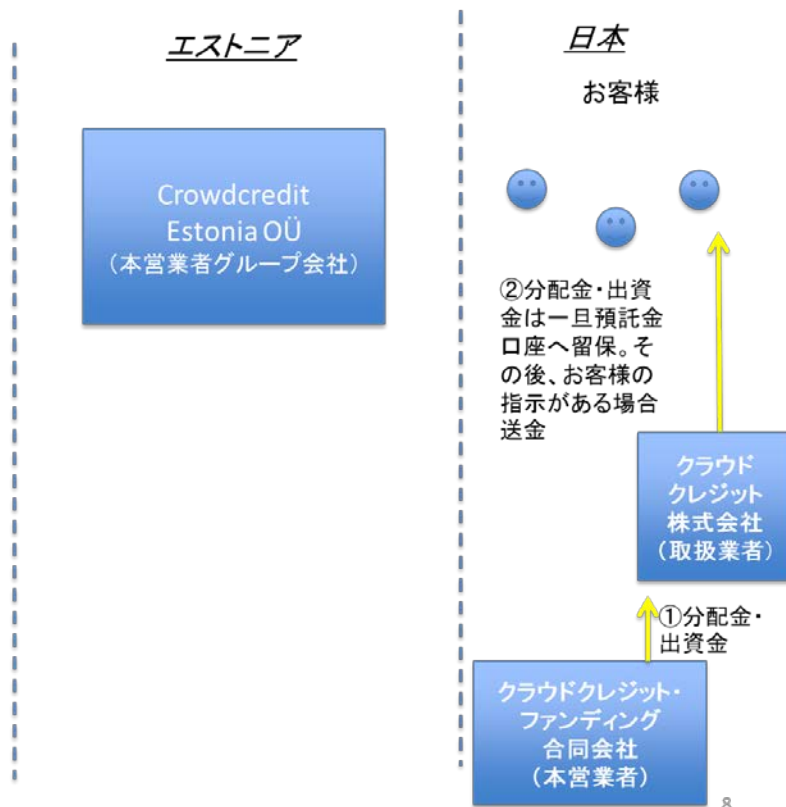 エストニア
日本
お客様
Crowdcredit
Estonia OÜ
（本営業者グループ会社）
②分配金・出資
金は一旦預託金
口座へ留保。そ
の後、お客様の
指示がある場合
送金
クラウド
クレジット
株式会社
（取扱業者）
①分配金・
出資金
クラウドクレジット・
ファンディング
合同会社
（本営業者）
8